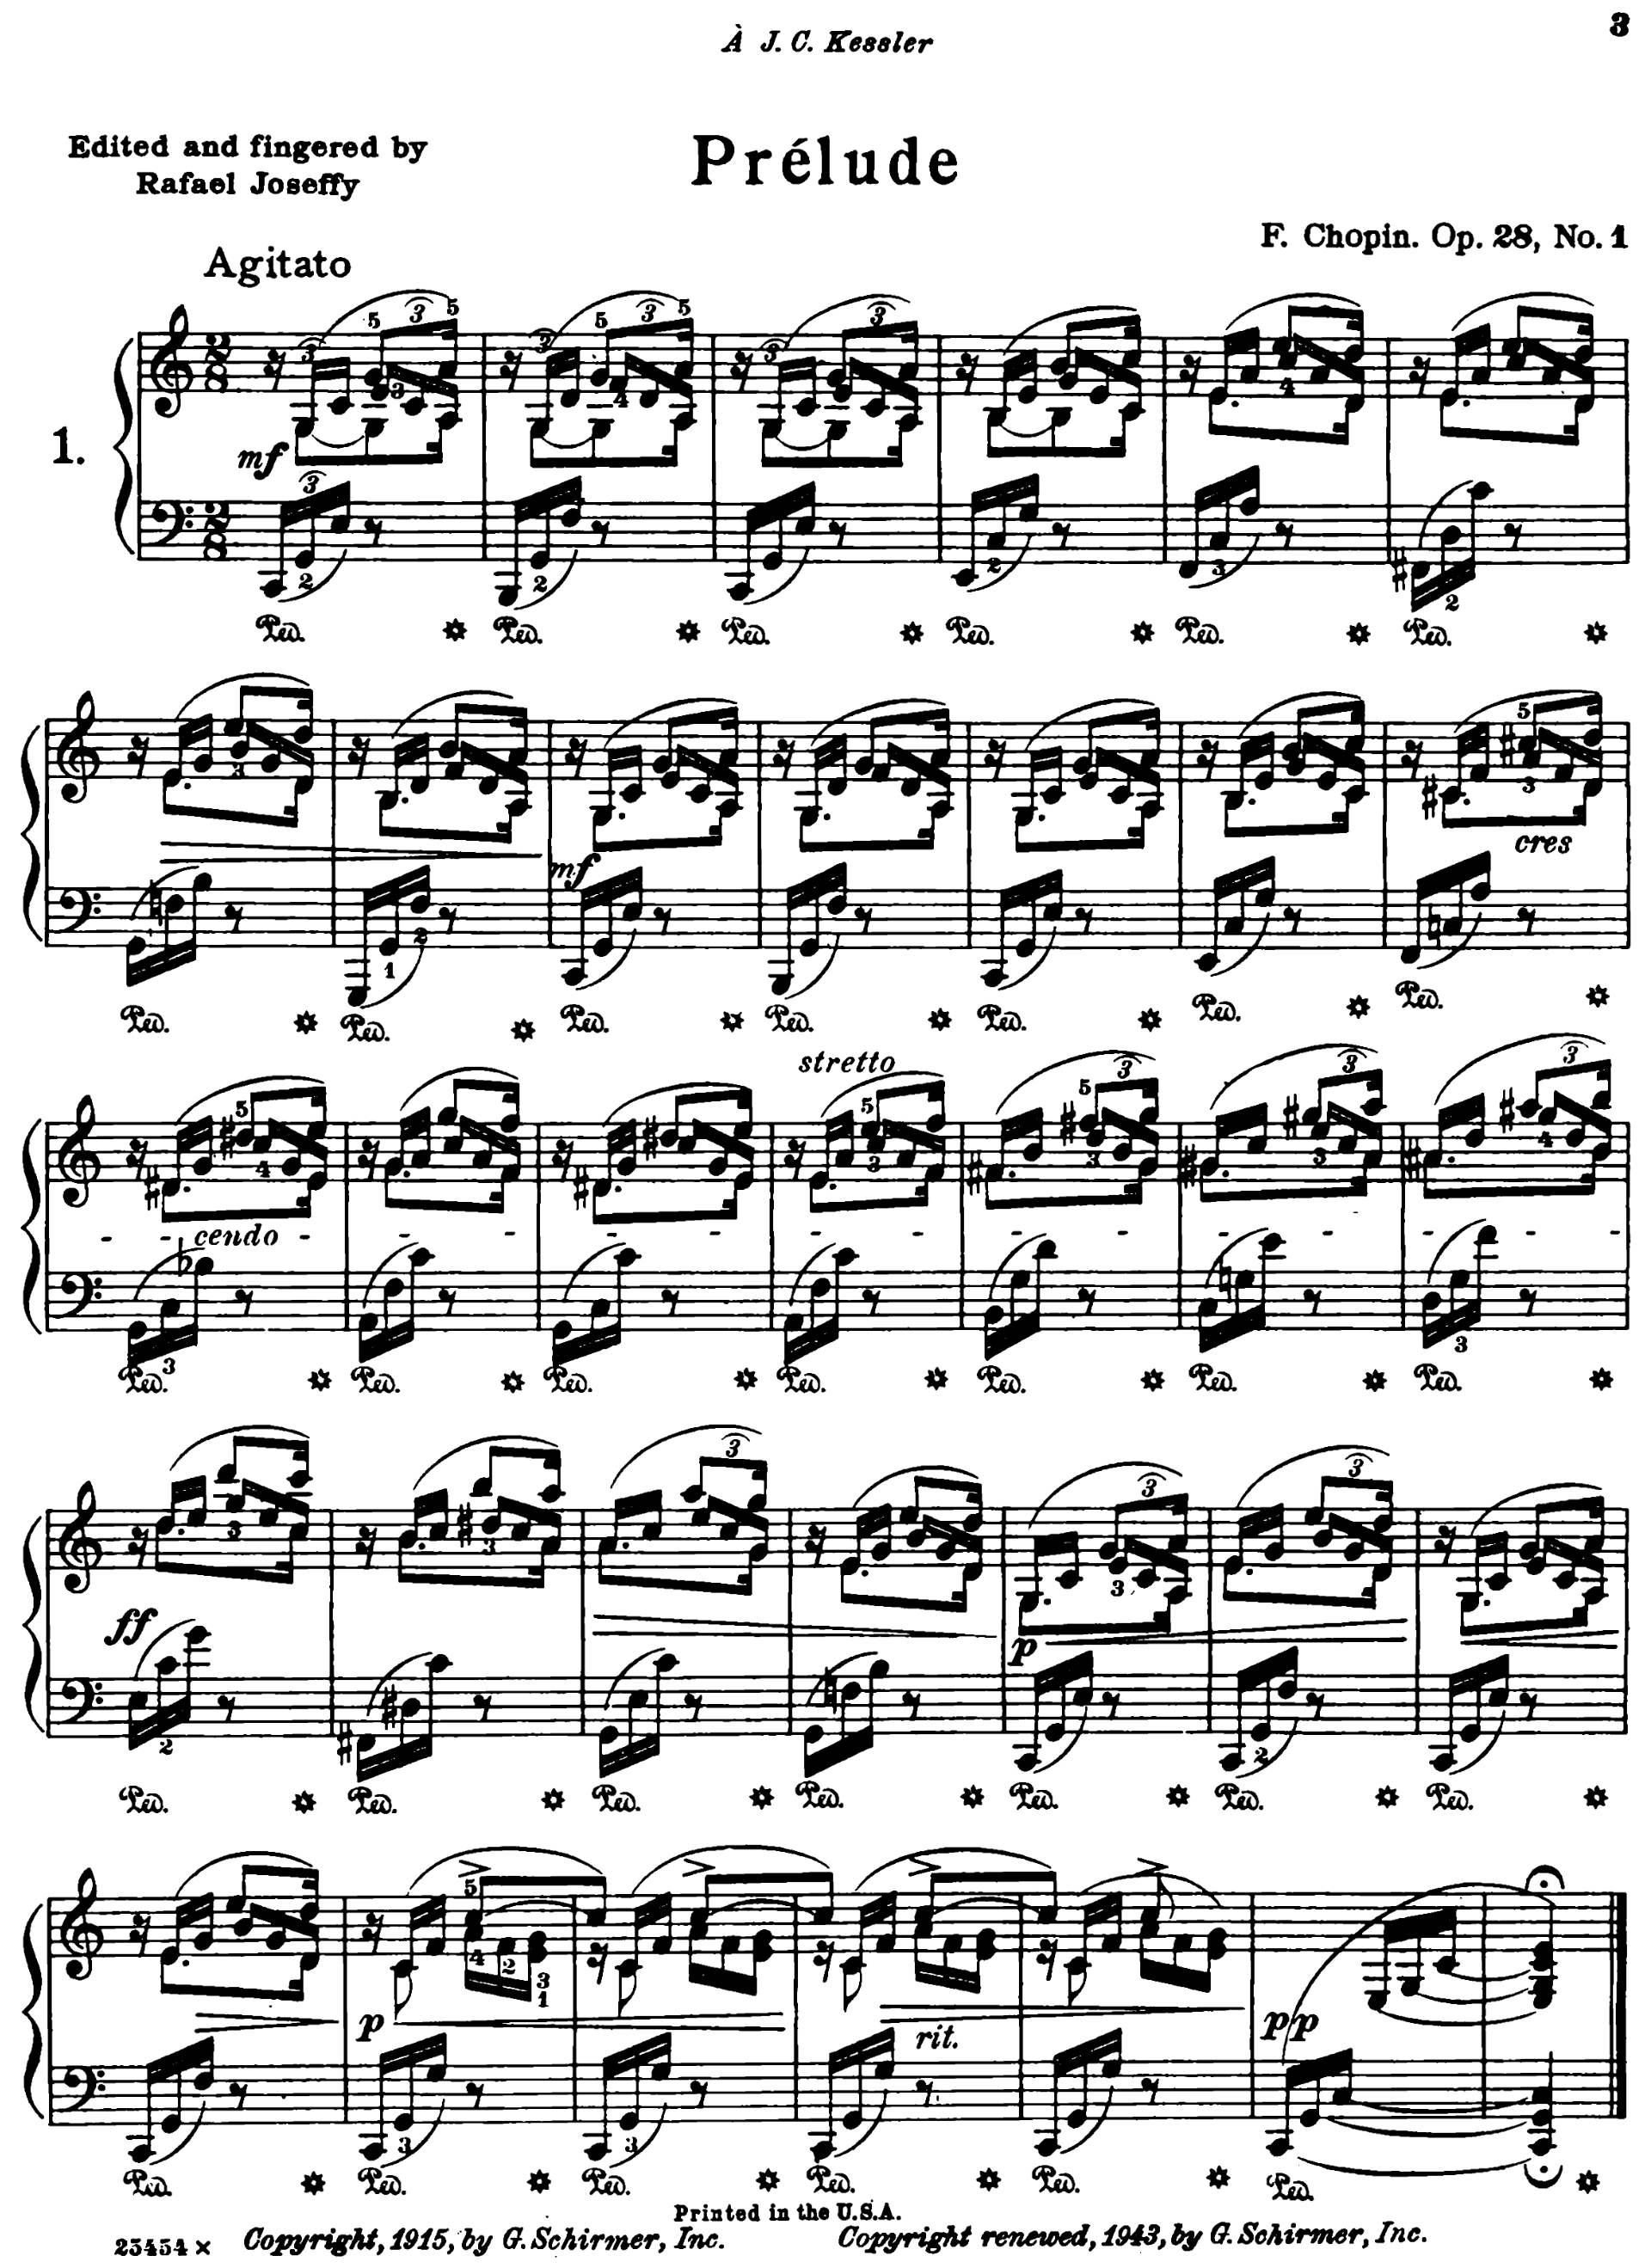 3
À J. C. Kessler
Edited and fingered by
Rafael Joseffy
Prélude
F. Chopin. Op. 28, No. 1
Agitato
1.
mf
mf
cres
stretto
- - cendo - - - - - - - - - - - - -
ff
p
p
rit.
pp
Printed in the U.S.A.
25454 x Copyright, 1915, by G. Schirmer, Inc. Copyright renewed, 1943, by G. Schirmer, Inc.